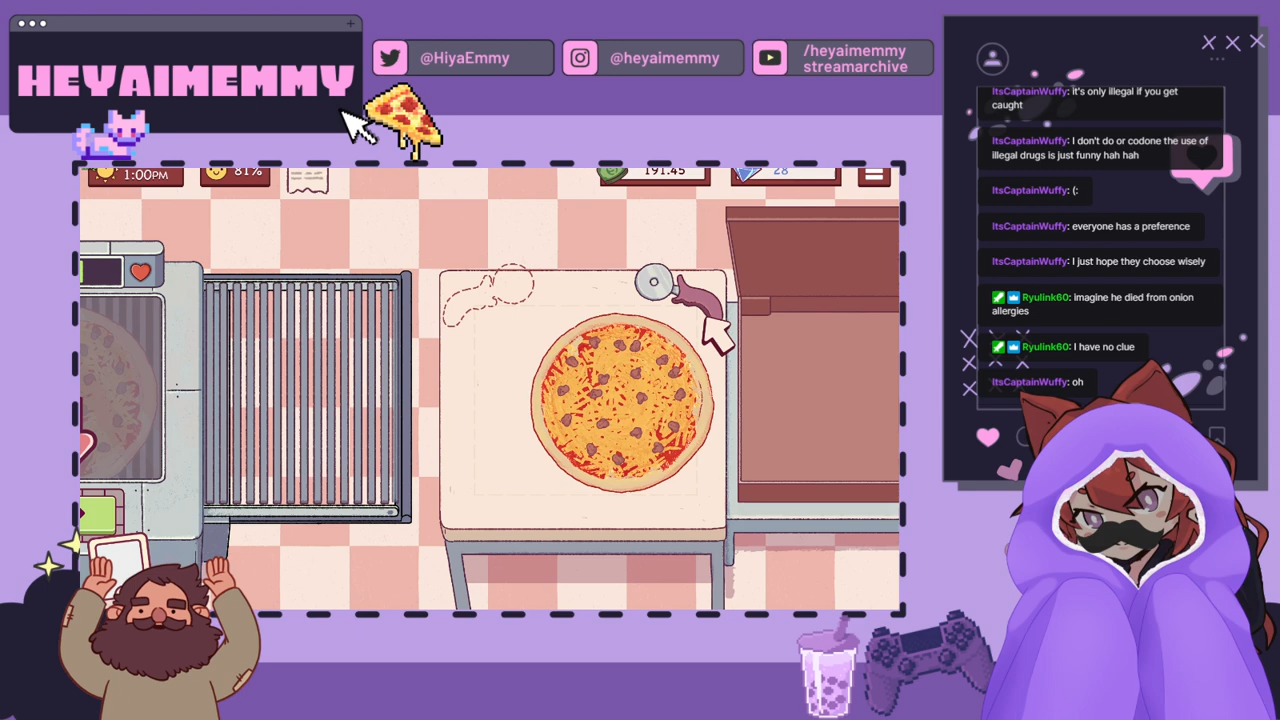 HEYAIMEMMY
@HiyaEmmy
@heyaimemmy
/heyaimemmy
streamarchive
1:00PM
81%
191.45
28
ItsCaptainWuffy: it's only illegal if you get
caught
ItsCaptainWuffy: I don't do or codone the use of
illegal drugs is just funny hah hah
ItsCaptainWuffy: (:
ItsCaptainWuffy: everyone has a preference
ItsCaptainWuffy: I just hope they choose wisely
Ryulink60: imagine he died from onion
allergies
Ryulink60: I have no clue
ItsCaptainWuffy: oh